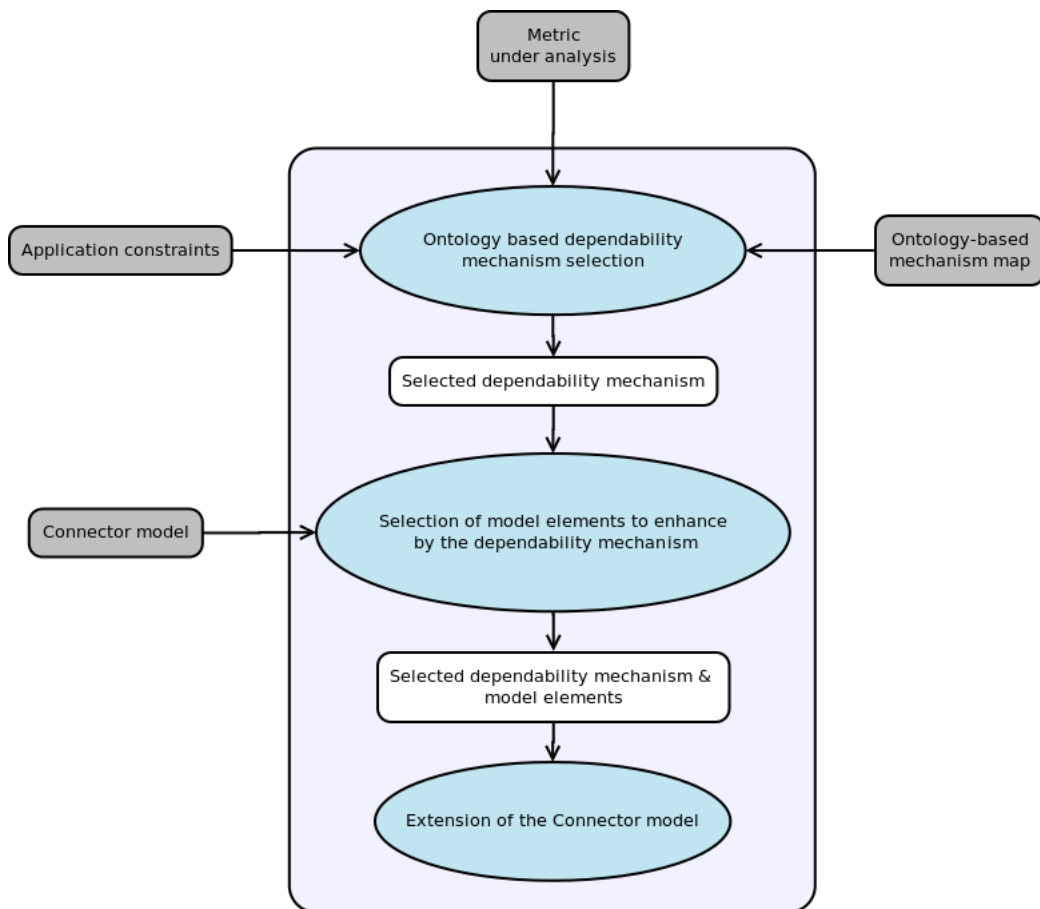 Metric
under analysis
Application constraints
Ontology based dependability
mechanism selection
Ontology-based
mechanism map
Selected dependability mechanism
Connector model
Selection of model elements to enhance
by the dependability mechanism
Selected dependability mechanism &
model elements
Extension of the Connector model